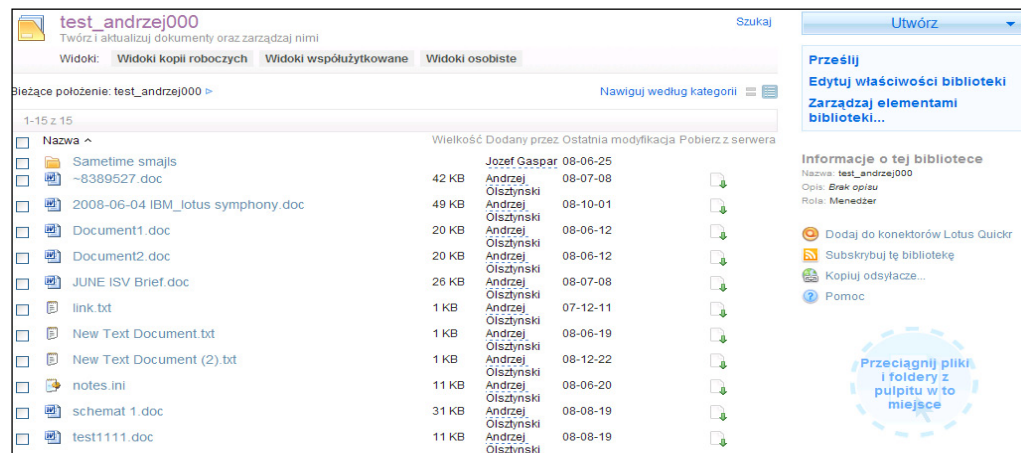 test_andrzej000
Szukaj
Twórz i aktualizuj dokumenty oraz zarządzaj nimi
Widoki: Widoki kopii roboczych Widoki współużytkowane Widoki osobiste
Bieżące położenie: test_andrzej000
Nawiguj według kategorii
1-15 z 15
Nazwa Wielkość Dodany przez Ostatnia modyfikacja Pobierz z serwera
Sametime smajls Jozef Gaspar 08-06-25
~8389527.doc 42 KB Andrzej Olsztynski 08-07-08
2008-06-04 IBM_lotus symphony.doc 49 KB Andrzej Olsztynski 08-10-01
Document1.doc 20 KB Andrzej Olsztynski 08-06-12
Document2.doc 20 KB Andrzej Olsztynski 08-06-12
JUNE ISV Brief.doc 26 KB Andrzej Olsztynski 08-07-08
link.txt 1 KB Andrzej Olsztynski 07-12-11
New Text Document.txt 1 KB Andrzej Olsztynski 08-06-19
New Text Document (2).txt 1 KB Andrzej Olsztynski 08-12-22
notes.ini 11 KB Andrzej Olsztynski 08-06-20
schemat 1.doc 31 KB Andrzej Olsztynski 08-08-19
test1111.doc 11 KB Andrzej Olsztynski 08-08-19
Utwórz
Prześlij
Edytuj właściwości biblioteki
Zarządzaj elementami
biblioteki...
Informacje o tej bibliotece
Nazwa: test_andrzej000
Opis: Brak opisu
Rola: Menedżer
Dodaj do konektorów Lotus Quickr
Subskrybuj tę bibliotekę
Kopiuj odsyłacze...
Pomoc
Przeciągnij pliki
i foldery z
pulpitu w to
miejsce